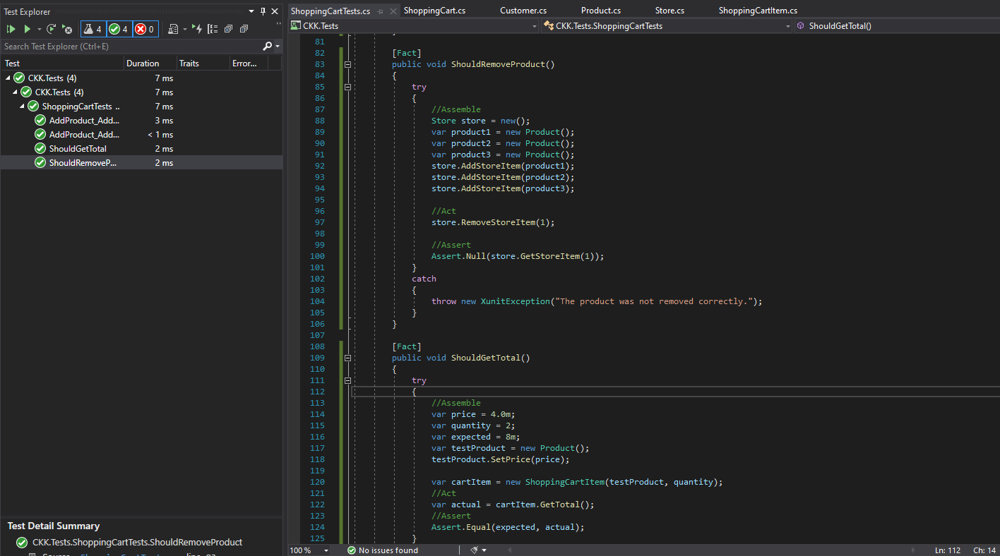 Test Explorer
4 4 0
Search Test Explorer (Ctrl+E)
Test Duration Traits Error...
CKK.Tests (4) 7 ms
CKK.Tests (4) 7 ms
ShoppingCartTests .. 7 ms
AddProduct_Add... 3 ms
AddProduct_Add... < 1 ms
ShouldGetTotal 2 ms
ShouldRemoveP... 2 ms
Test Detail Summary
CKK.Tests.ShoppingCartTests.ShouldRemoveProduct
ShoppingCartTests.cs ShoppingCart.cs Customer.cs Product.cs Store.cs ShoppingCartItem.cs
CKK.Tests CKK.Tests.ShoppingCartTests ShouldGetTotal()
81
82 [Fact]
83 public void ShouldRemoveProduct()
84 {
85 try
86 {
87 //Assemble
88 Store store = new();
89 var product1 = new Product();
90 var product2 = new Product();
91 var product3 = new Product();
92 store.AddStoreItem(product1);
93 store.AddStoreItem(product2);
94 store.AddStoreItem(product3);
95
96 //Act
97 store.RemoveStoreItem(1);
98
99 //Assert
100 Assert.Null(store.GetStoreItem(1));
101 }
102 catch
103 {
104 throw new XunitException("The product was not removed correctly.");
105 }
106 }
107
108 [Fact]
109 public void ShouldGetTotal()
110 {
111 try
112 {
113 //Assemble
114 var price = 4.0m;
115 var quantity = 2;
116 var expected = 8m;
117 var testProduct = new Product();
118 testProduct.SetPrice(price);
119
120 var cartItem = new ShoppingCartItem(testProduct, quantity);
121 //Act
122 var actual = cartItem.GetTotal();
123 //Assert
124 Assert.Equal(expected, actual);
125 }
100 % No issues found Ln: 112 Ch: 14